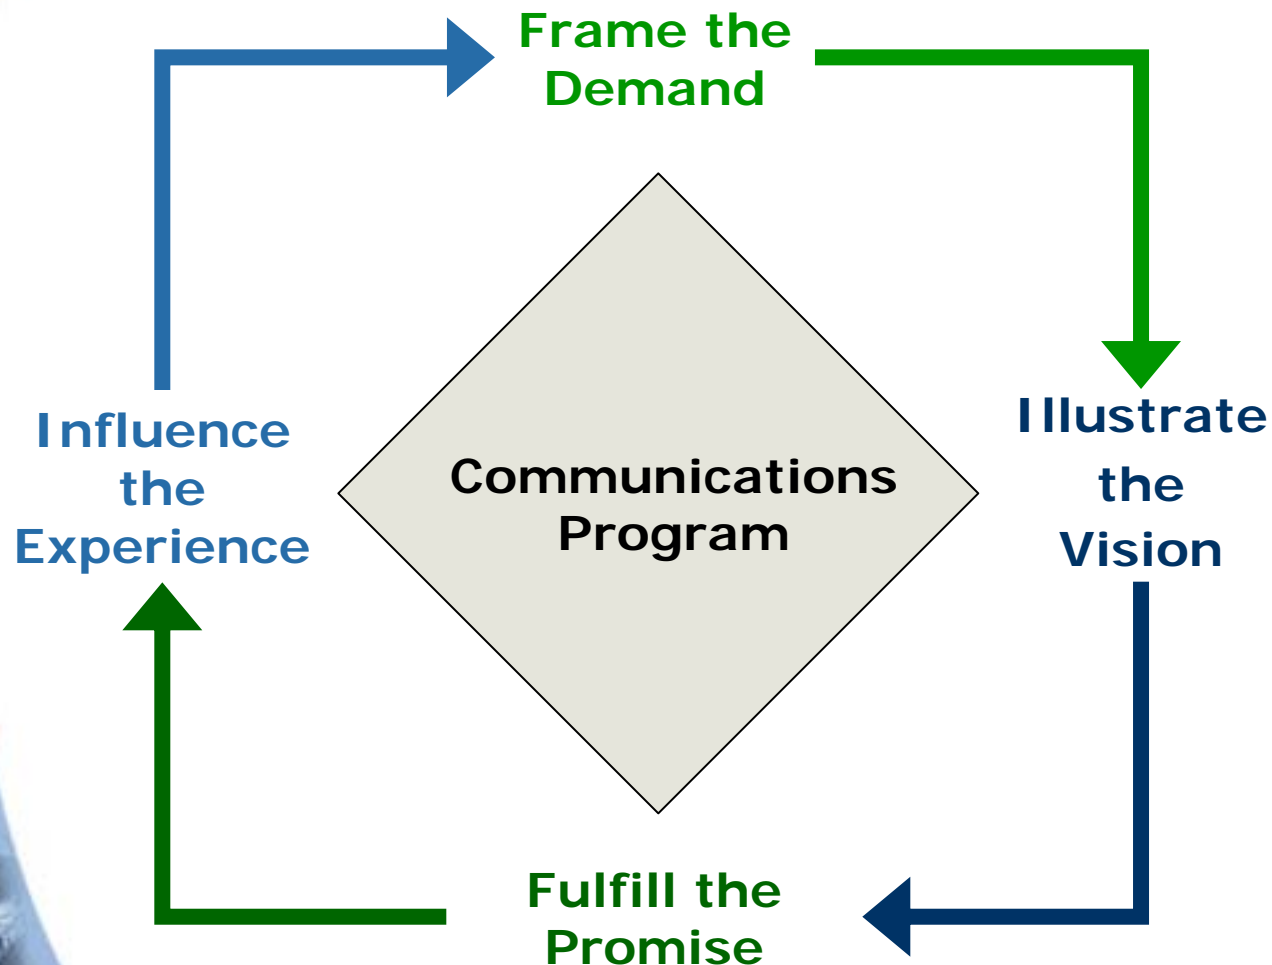 Frame the
Demand
Illustrate
the
Vision
Influence
the
Experience
Communications
Program
Fulfill the
Promise